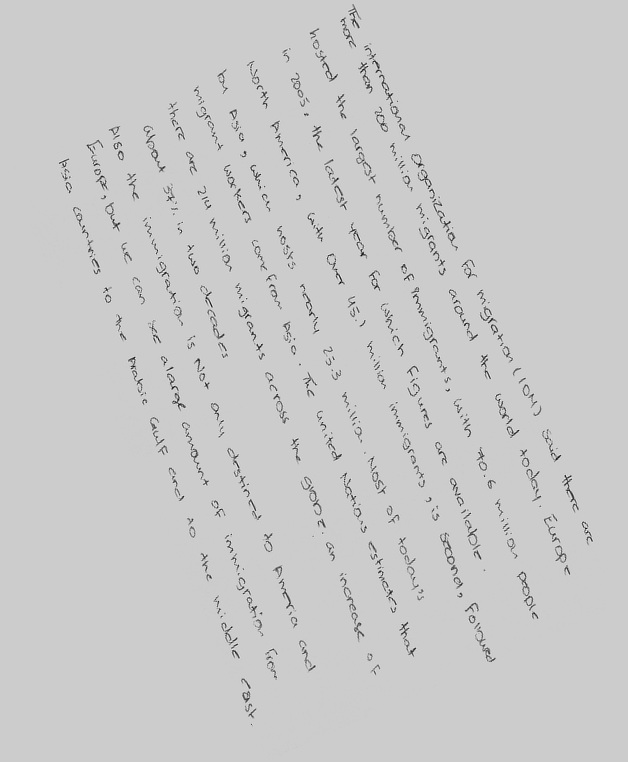 The international organization for migration (IOM) said there are
more than 200 million migrants around the world today. Europe
hosted the largest number of immigrants, with 70.6 million people
in 2005, the latest year for which figures are available.
North America, with over 45.1 million immigrants, is second, followed
by Asia, which hosts nearly 25.3 million. Most of today's
migrant workers come from Asia. The united Nations estimates that
there are 214 million migrants across the globe: an increase of
about 37% in two decades
Also the immigration is Not only destined to America and
Europe, but we can see alarge amount of immigration from
Asia countries to the Arabic Gulf and to the middle east.